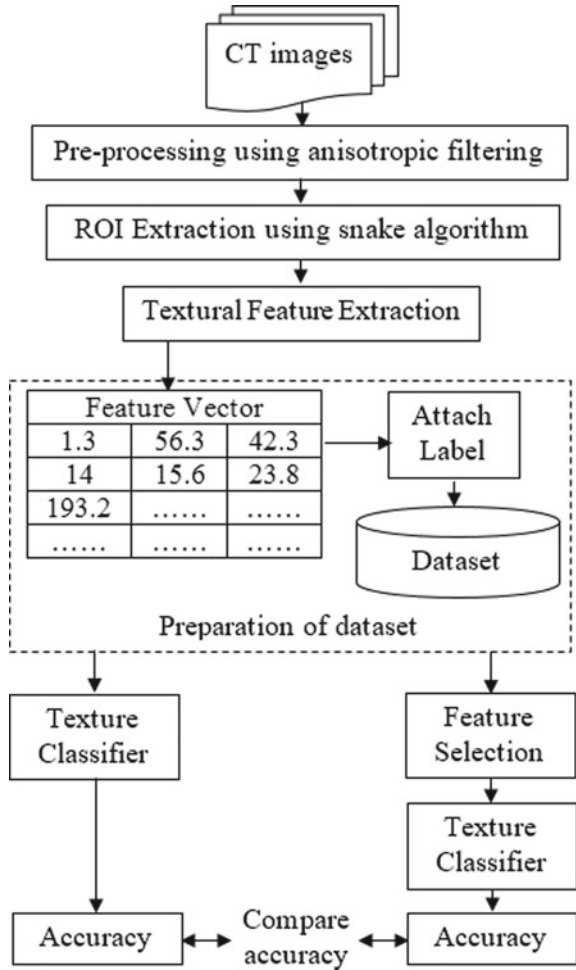 CT images
Pre-processing using anisotropic filtering
ROI Extraction using snake algorithm
Textural Feature Extraction
Feature Vector
1.3 56.3 42.3
14 15.6 23.8
193.2 ...... ......
...... ...... ......
Attach
Label
Dataset
Preparation of dataset
Texture
Classifier
Accuracy
Feature
Selection
Texture
Classifier
Accuracy
Compare
accuracy